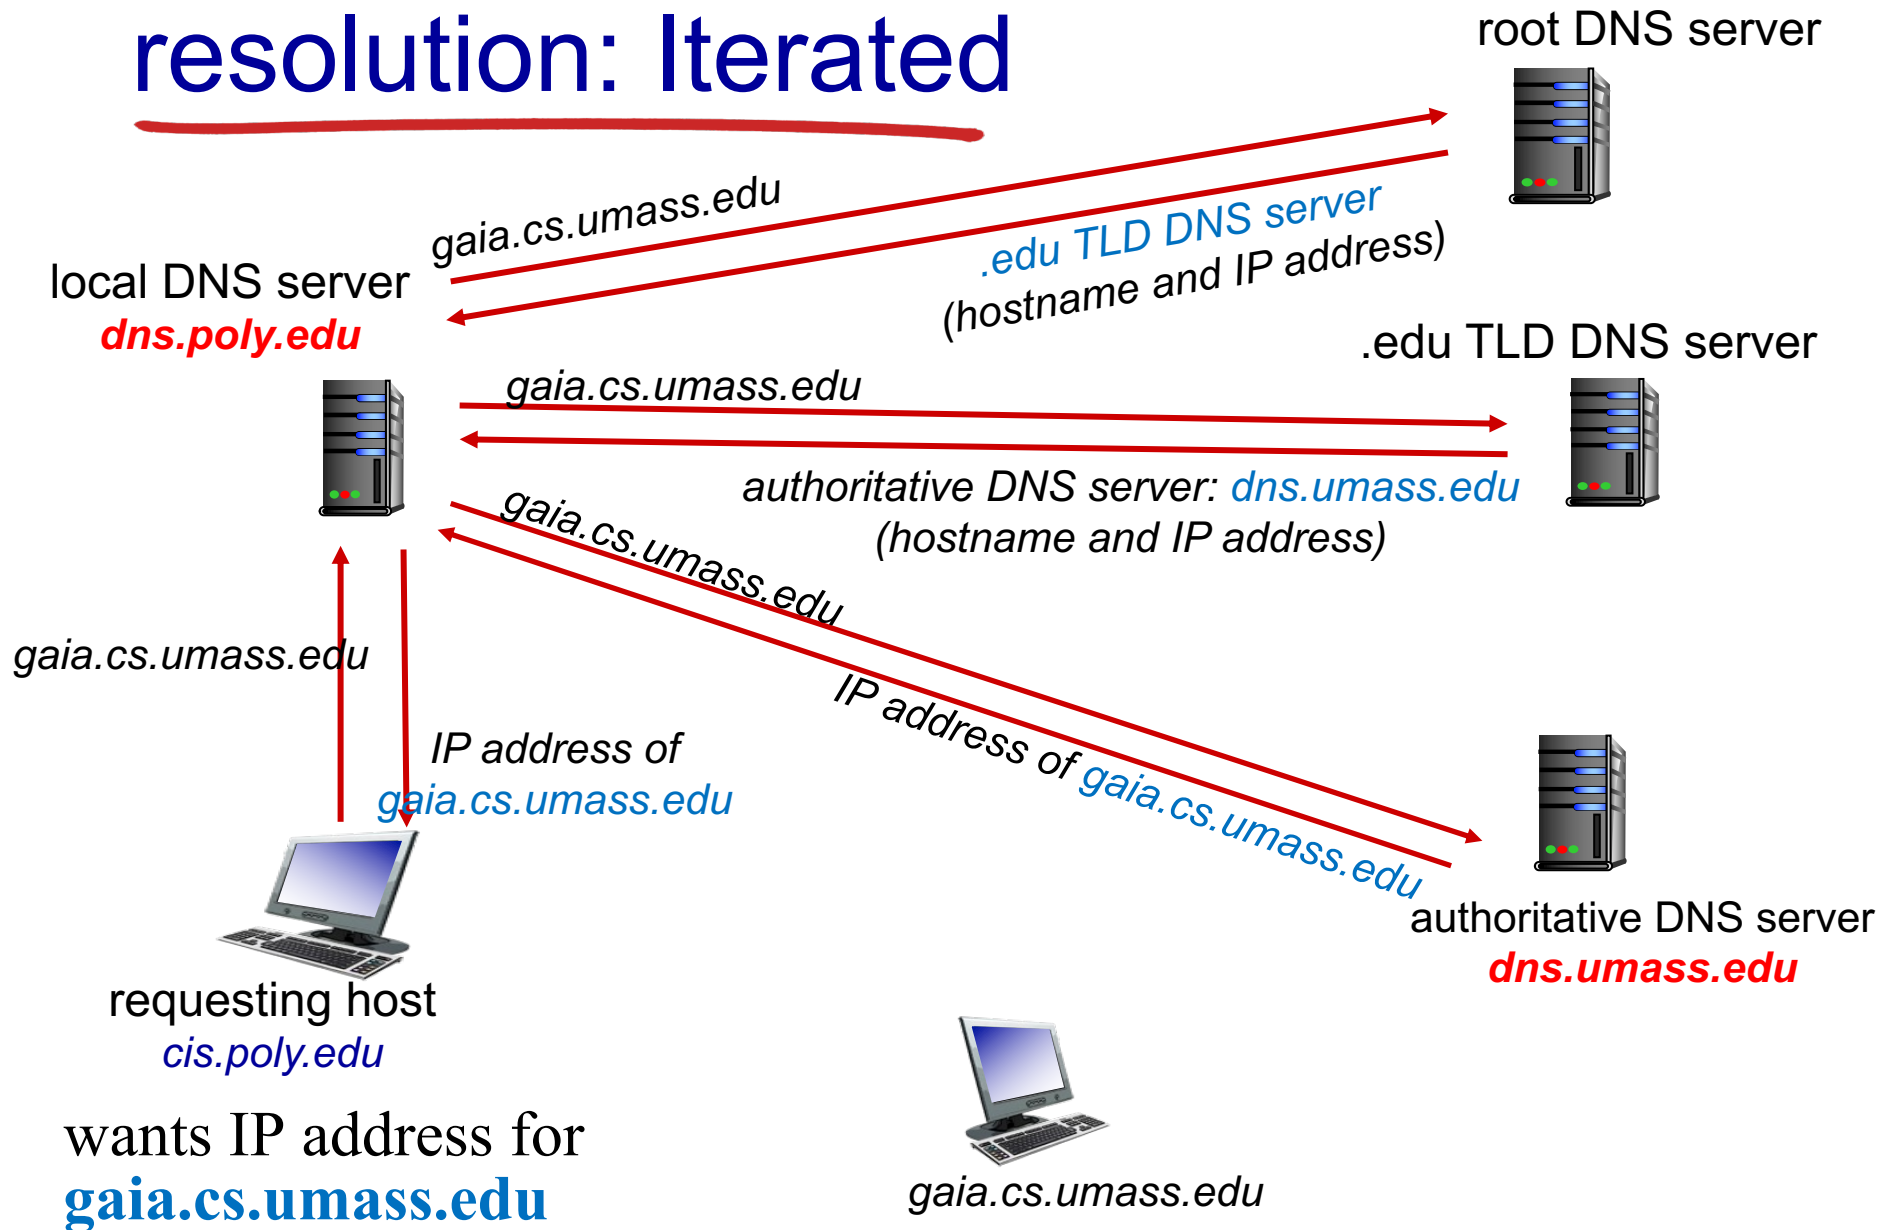 resolution: Iterated
root DNS server
gaia.cs.umass.edu
.edu TLD DNS server
(hostname and IP address)
local DNS server
dns.poly.edu
.edu TLD DNS server
gaia.cs.umass.edu
authoritative DNS server: dns.umass.edu
(hostname and IP address)
gaia.cs.umass.edu
gaia.cs.umass.edu
IP address of gaia.cs.umass.edu
IP address of
gaia.cs.umass.edu
authoritative DNS server
dns.umass.edu
requesting host
cis.poly.edu
wants IP address for
gaia.cs.umass.edu
gaia.cs.umass.edu